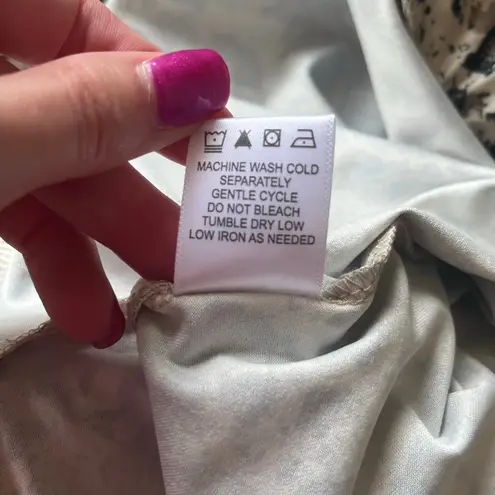 MACHINE WASH COLD
SEPARATELY
GENTLE CYCLE
DO NOT BLEACH
TUMBLE DRY LOW
LOW IRON AS NEEDED